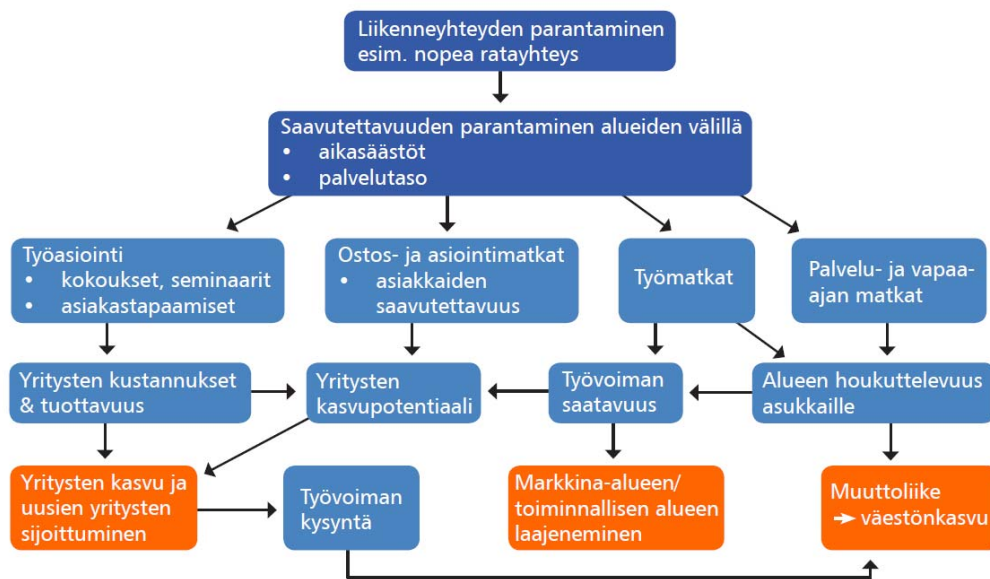 Liikenneyhteyden parantaminen
esim. nopea ratayhteys
Saavutettavuuden parantaminen alueiden välillä
• aikasäästöt
• palvelutaso
Työasiointi
• kokoukset, seminaarit
• asiakastapaamiset
Ostos- ja asiointimatkat
• asiakkaiden
saavutettavuus
Työmatkat
Palvelu- ja vapaa-
ajan matkat
Yritysten kustannukset
& tuottavuus
Yritysten
kasvupotentiaali
Työvoiman
saatavuus
Alueen houkuttelevuus
asukkaille
Yritysten kasvu ja
uusien yritysten
sijoittuminen
Työvoiman
kysyntä
Markkina-alueen/
toiminnallisen alueen
laajeneminen
Muuttoliike
→ väestönkasvu